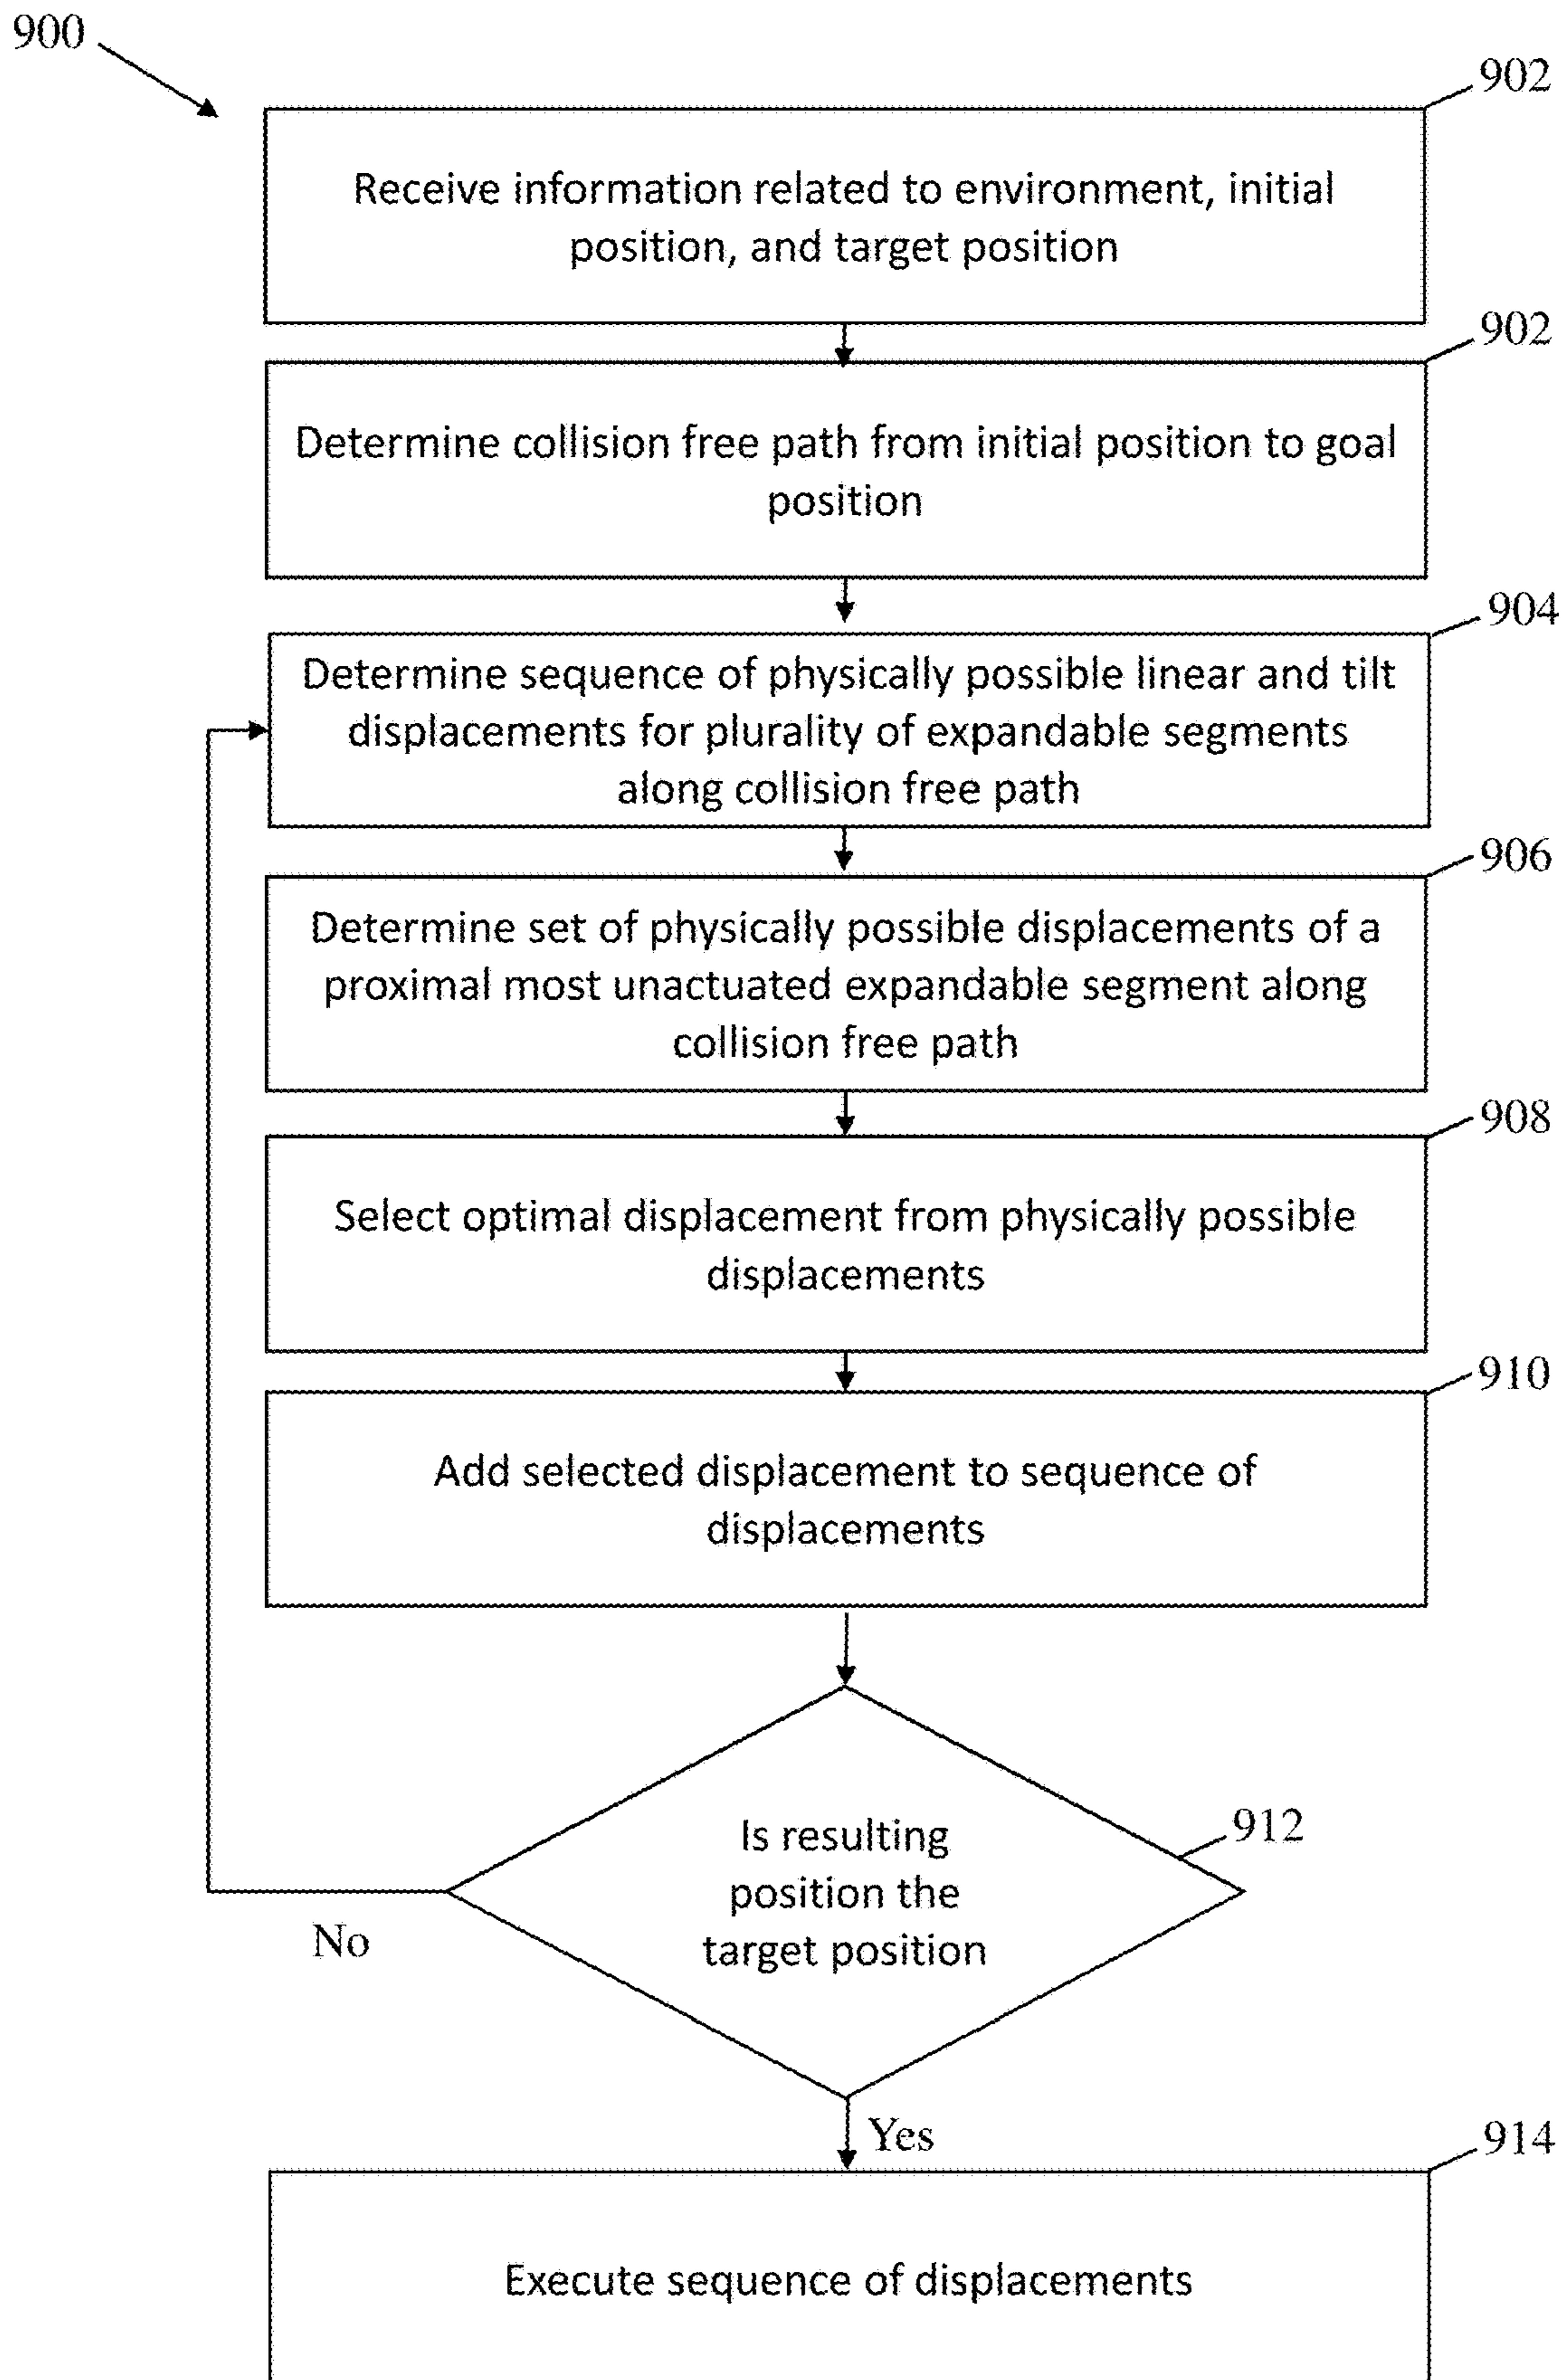 900
902
Receive information related to environment, initial
position, and target position
902
Determine collision free path from initial position to goal
position
904
Determine sequence of physically possible linear and tilt
displacements for plurality of expandable segments
along collision free path
906
Determine set of physically possible displacements of a
proximal most unactuated expandable segment along
collision free path
908
Select optimal displacement from physically possible
displacements
910
Add selected displacement to sequence of
displacements
912
Is resulting
position the
target position
No
Yes
914
Execute sequence of displacements